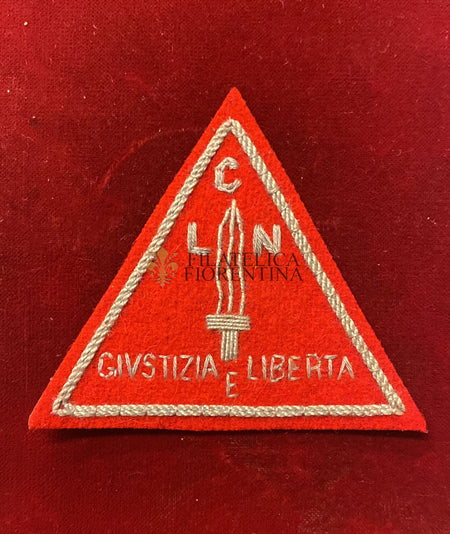 C
L N
FILATELICA
FIORENTINA
GIVSTIZIA E LIBERTA